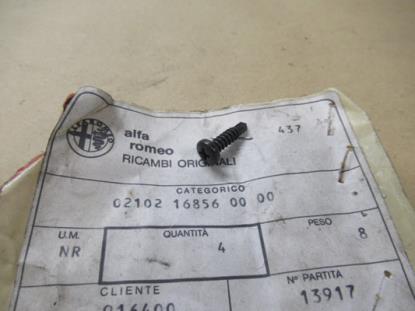 alfa
romeo
RICAMBI ORIGINALI
437
CATEGORICO
02102 16856 00 00
U.M.
NR
QUANTITÀ
4
PESO
8
CLIENTE
016400
Nº PARTITA
13917